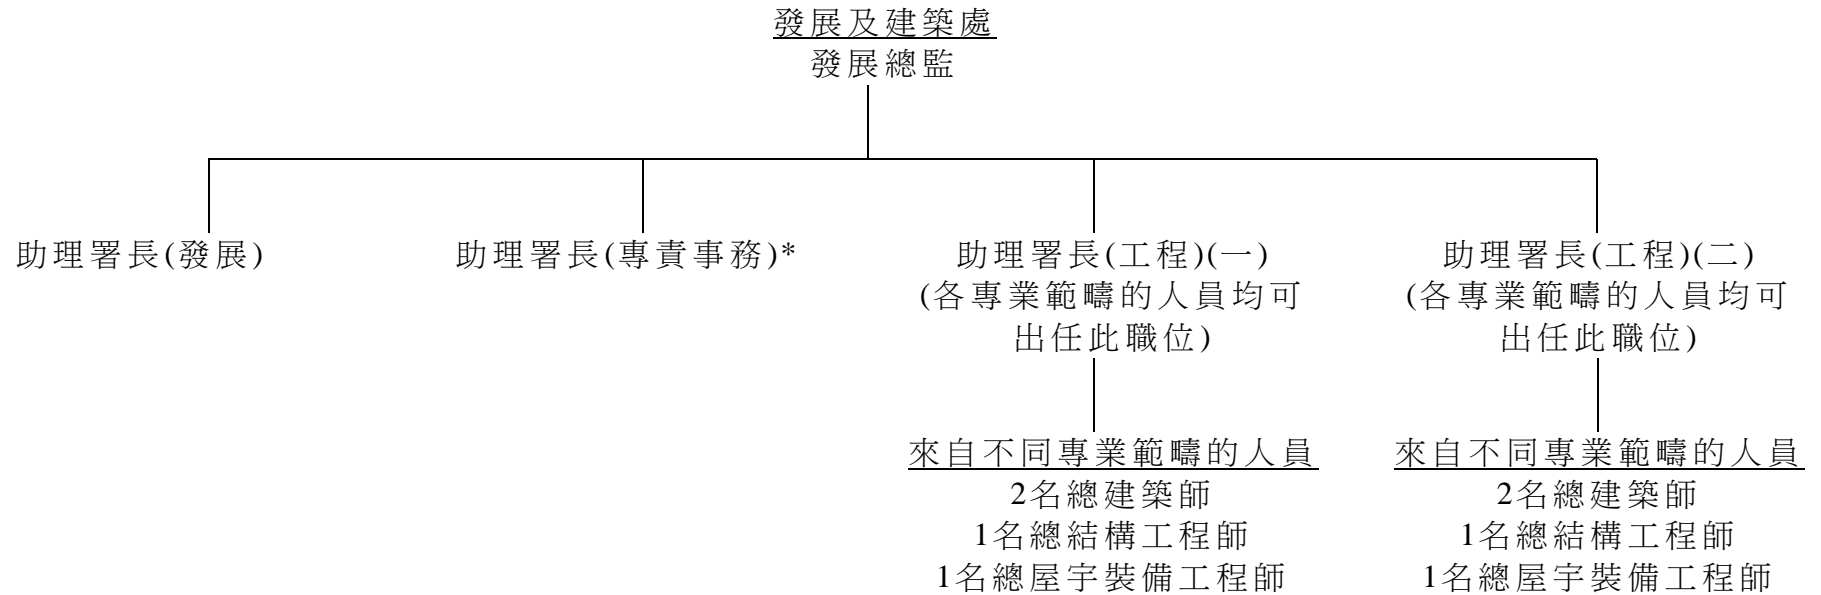 發展及建築處
發展總監
助理署長(發展)
助理署長(專責事務)*
助理署長(工程)(一)
(各專業範疇的人員均可
出任此職位)
助理署長(工程)(二)
(各專業範疇的人員均可
出任此職位)
來自不同專業範疇的人員
2名總建築師
1名總結構工程師
1名總屋宇裝備工程師
來自不同專業範疇的人員
2名總建築師
1名總結構工程師
1名總屋宇裝備工程師